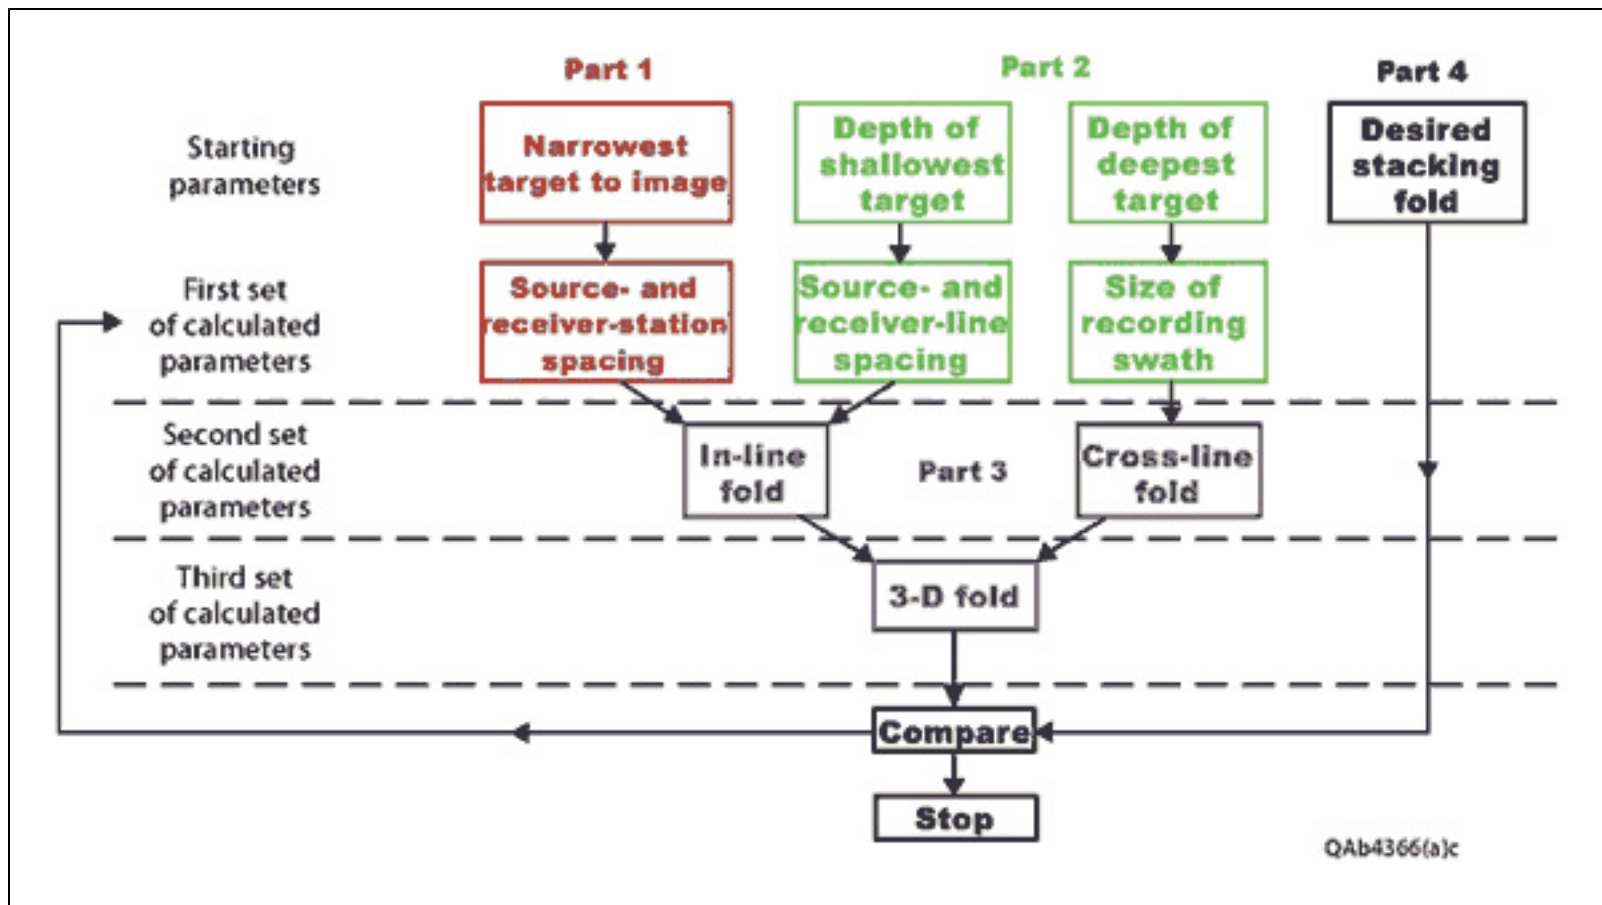 Part 1
Part 2
Part 4
Starting
parameters
Narrowest
target to image
Depth of
shallowest
target
Depth of
deepest
target
Desired
stacking
fold
First set
of calculated
parameters
Source- and
receiver-station
spacing
Source- and
receiver-line
spacing
Size of
recording
swath
Second set
of calculated
parameters
In-line
fold
Part 3
Cross-line
fold
Third set
of calculated
parameters
3-D fold
Compare
Stop
QAb4366(a)c